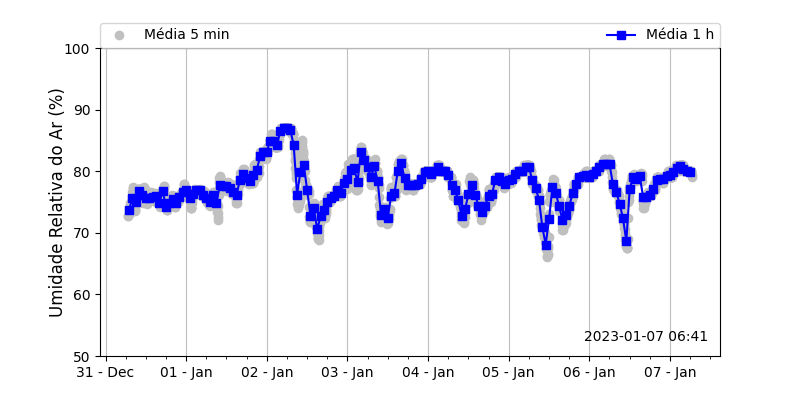 Média 5 min
Média 1 h
Umidade Relativa do Ar (%)
100
90
80
70
60
50
2023-01-07 06:41
31 - Dec
01 - Jan
02 - Jan
03 - Jan
04 - Jan
05 - Jan
06 - Jan
07 - Jan